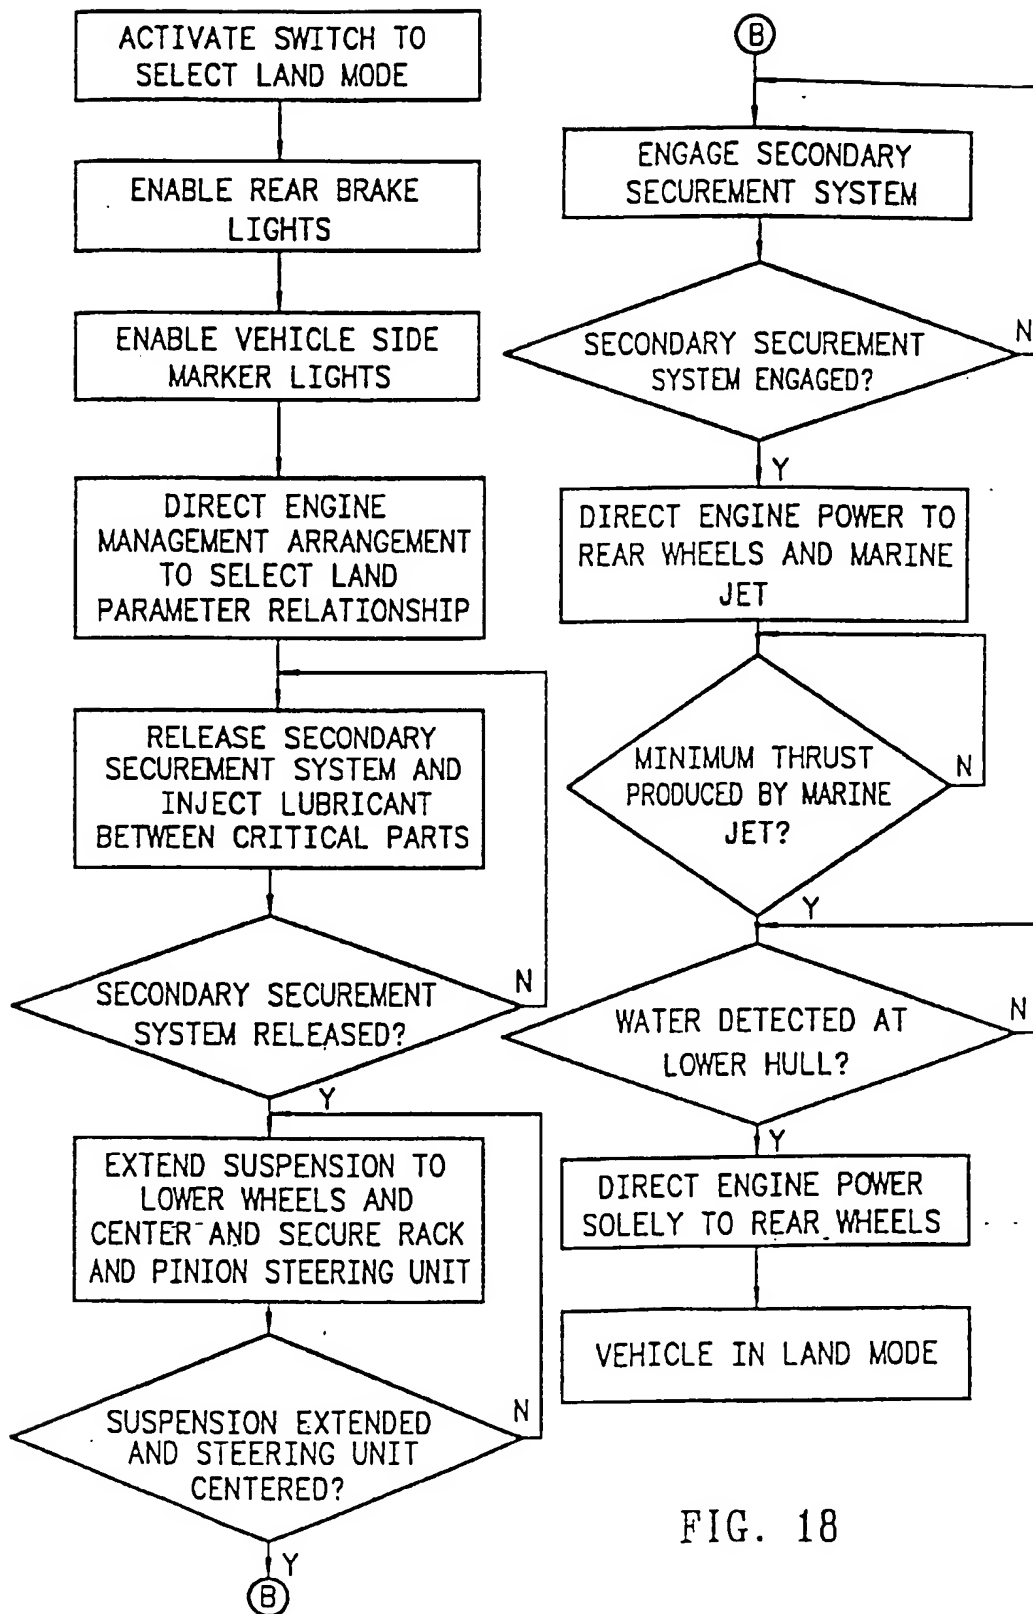 ACTIVATE SWITCH TO
SELECT LAND MODE
ENABLE REAR BRAKE
LIGHTS
ENABLE VEHICLE SIDE
MARKER LIGHTS
DIRECT ENGINE
MANAGEMENT ARRANGEMENT
TO SELECT LAND
PARAMETER RELATIONSHIP
RELEASE SECONDARY
SECUREMENT SYSTEM AND
INJECT LUBRICANT
BETWEEN CRITICAL PARTS
SECONDARY SECUREMENT
SYSTEM RELEASED?
N
Y
EXTEND SUSPENSION TO
LOWER WHEELS AND
CENTER AND SECURE RACK
AND PINION STEERING UNIT
SUSPENSION EXTENDED
AND STEERING UNIT
CENTERED?
N
Y
B
B
ENGAGE SECONDARY
SECUREMENT SYSTEM
SECONDARY SECUREMENT
SYSTEM ENGAGED?
N
Y
DIRECT ENGINE POWER TO
REAR WHEELS AND MARINE
JET
MINIMUM THRUST
PRODUCED BY MARINE
JET?
N
Y
WATER DETECTED AT
LOWER HULL?
N
Y
DIRECT ENGINE POWER
SOLELY TO REAR WHEELS
VEHICLE IN LAND MODE
FIG. 18